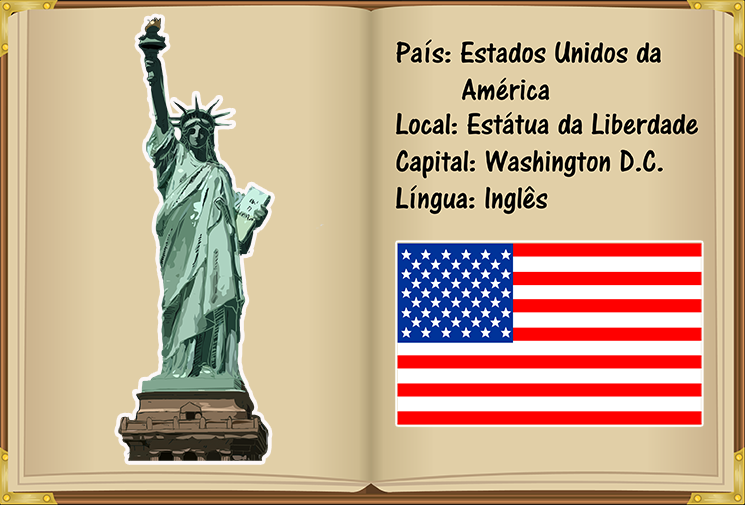 País: Estados Unidos da
América
Local: Estátua da Liberdade
Capital: Washington D.C.
Língua: Inglês